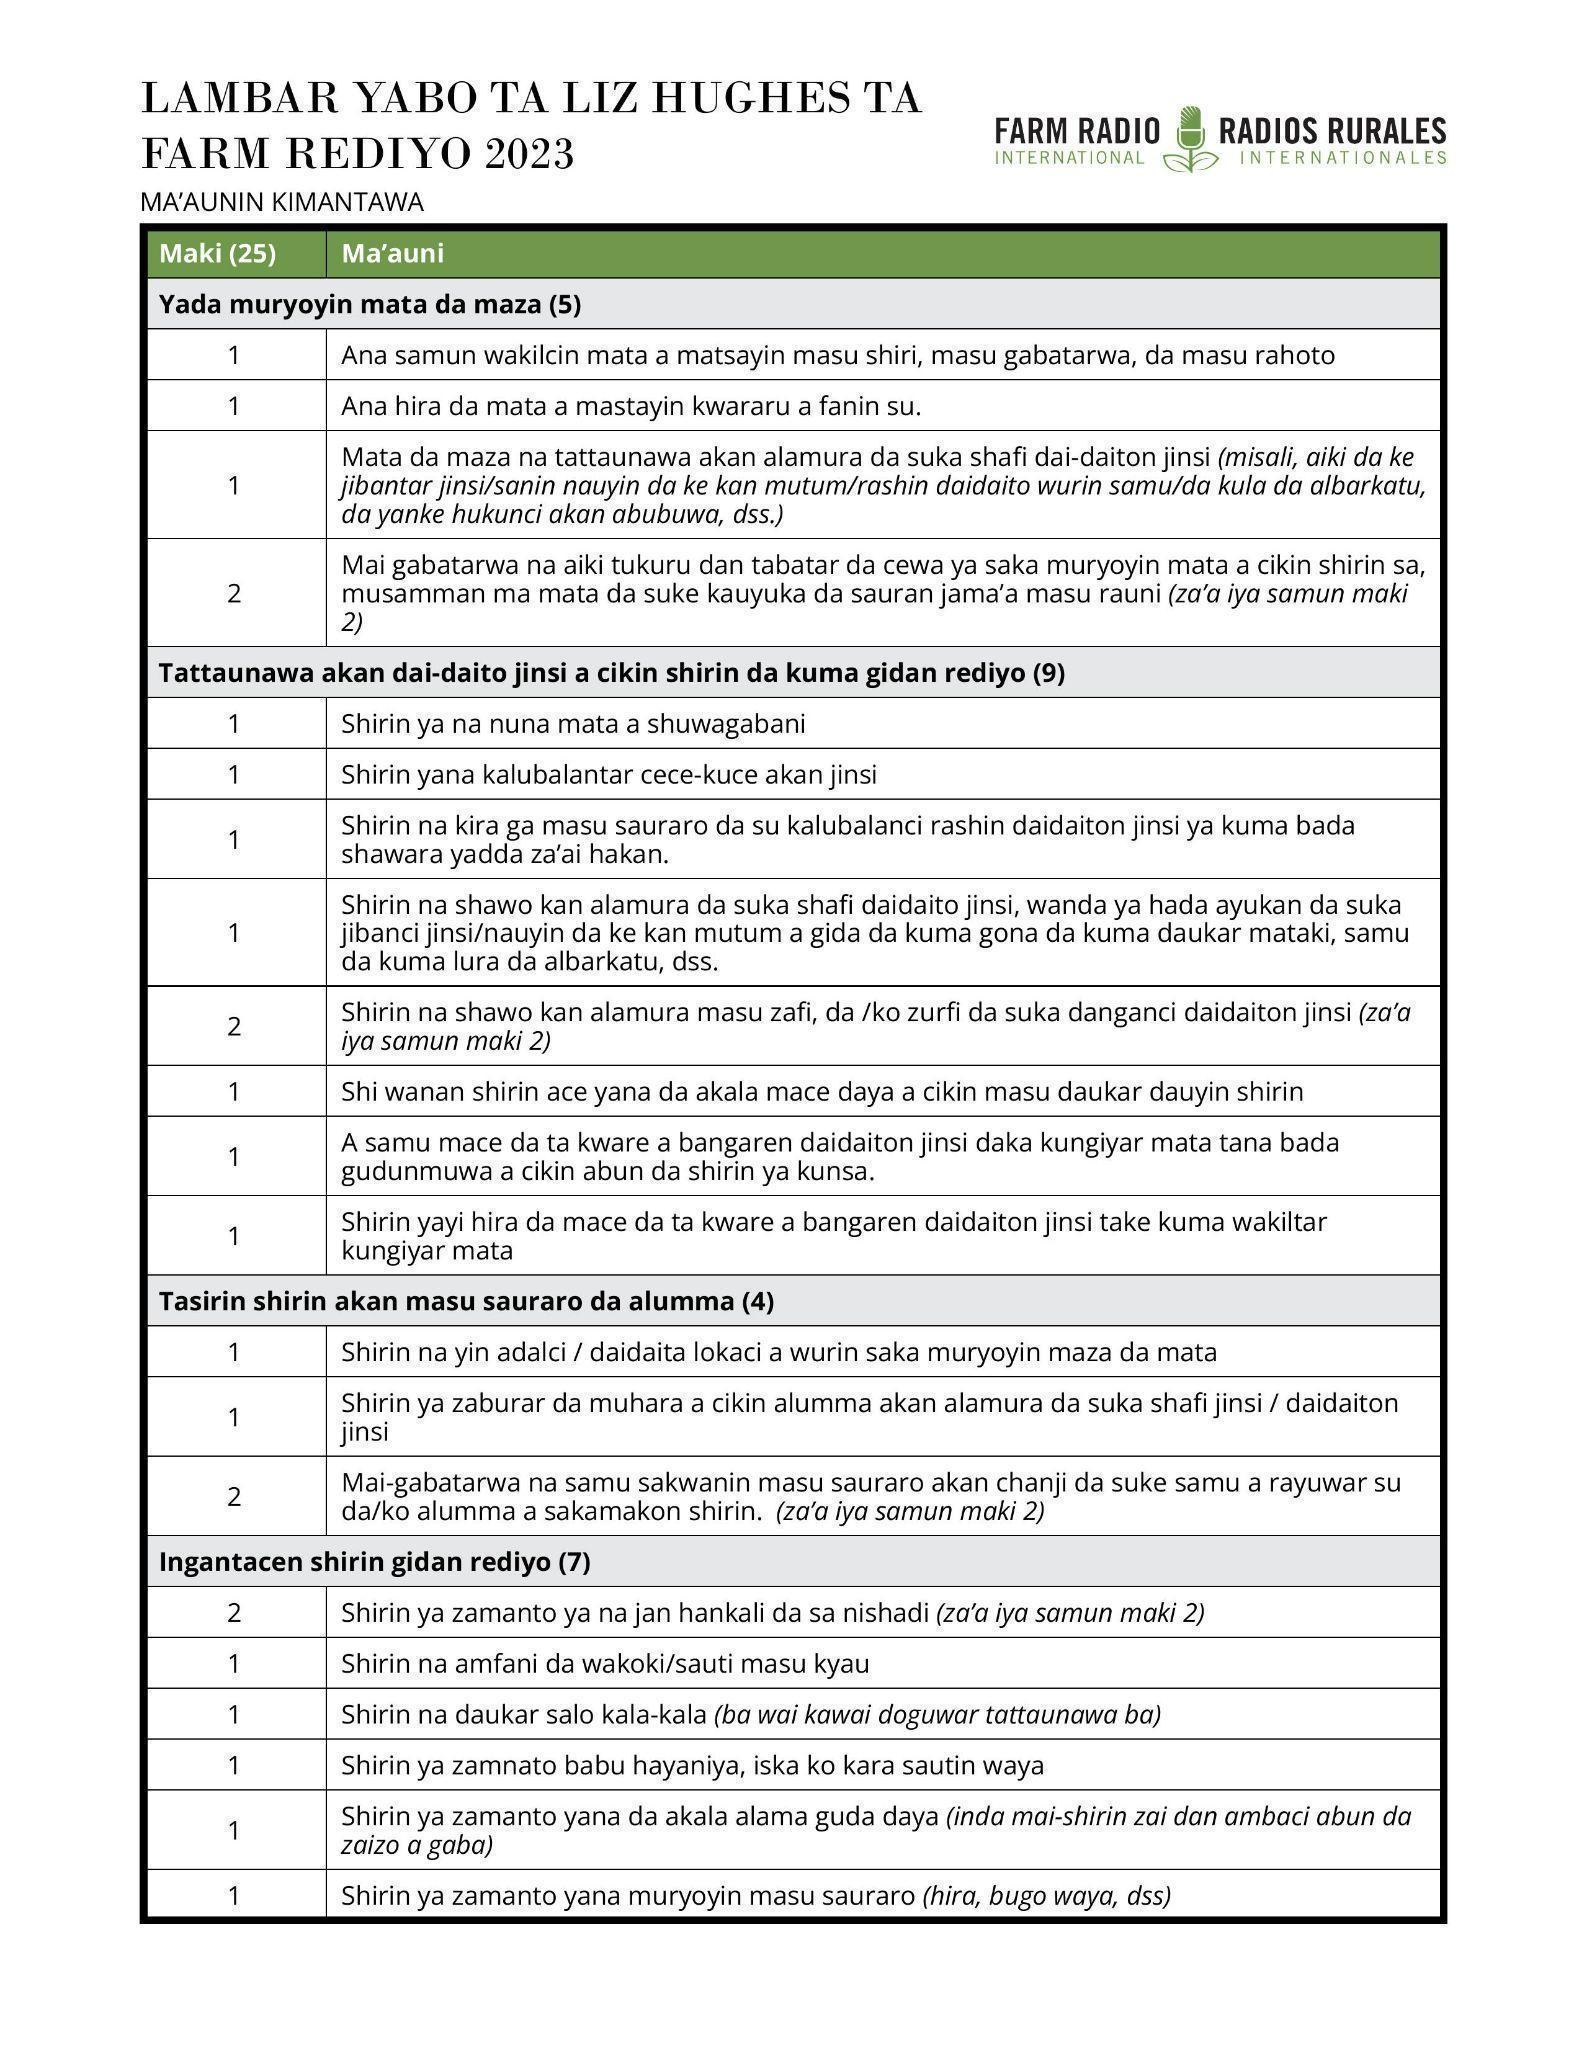 LAMBAR YABO TA LIZ HUGHES TA
FARM REDIYO 2023
FARM RADIO RADIOS RURALES
INTERNATIONAL INTERNATIONALES
MA’AUNIN KIMANTAWA
Maki (25) Ma’auni
Yada muryoyin mata da maza (5)
1 Ana samun wakilcin mata a matsayin masu shiri, masu gabatarwa, da masu rahoto
1 Ana hira da mata a mastayin kwararu a fanin su.
Mata da maza na tattaunawa akan alamura da suka shafi dai-daiton jinsi (misali, aiki da ke
1 jibantar jinsi/sanin nauyin da ke kan mutum/rashin daidaito wurin samu/da kula da albarkatu,
da yanke hukunci akan abubuwa, dss.)
Mai gabatarwa na aiki tukuru dan tabatar da cewa ya saka muryoyin mata a cikin shirin sa,
2 musamman ma mata da suke kauyuka da sauran jama’a masu rauni (za’a iya samun maki
2)
Tattaunawa akan dai-daito jinsi a cikin shirin da kuma gidan rediyo (9)
1 Shirin ya na nuna mata a shuwagabani
1 Shirin yana kalubalantar cece-kuce akan jinsi
1 Shirin na kira ga masu sauraro da su kalubalanci rashin daidaiton jinsi ya kuma bada
shawara yadda za’ai hakan.
Shirin na shawo kan alamura da suka shafi daidaito jinsi, wanda ya hada ayukan da suka
1 jibanci jinsi/nauyin da ke kan mutum a gida da kuma gona da kuma daukar mataki, samu
da kuma lura da albarkatu, dss.
2 Shirin na shawo kan alamura masu zafi, da /ko zurfi da suka danganci daidaiton jinsi (za’a
iya samun maki 2)
1 Shi wanan shirin ace yana da akala mace daya a cikin masu daukar dauyin shirin
1 A samu mace da ta kware a bangaren daidaiton jinsi daka kungiyar mata tana bada
gudunmuwa a cikin abun da shirin ya kunsa.
1 Shirin yayi hira da mace da ta kware a bangaren daidaiton jinsi take kuma wakiltar
kungiyar mata
Tasirin shirin akan masu sauraro da alumma (4)
1 Shirin na yin adalci / daidaita lokaci a wurin saka muryoyin maza da mata
1 Shirin ya zaburar da muhara a cikin alumma akan alamura da suka shafi jinsi / daidaiton
jinsi
2 Mai-gabatarwa na samu sakwanin masu sauraro akan chanji da suke samu a rayuwar su
da/ko alumma a sakamakon shirin. (za’a iya samun maki 2)
Ingantacen shirin gidan rediyo (7)
2 Shirin ya zamanto ya na jan hankali da sa nishadi (za’a iya samun maki 2)
1 Shirin na amfani da wakoki/sauti masu kyau
1 Shirin na daukar salo kala-kala (ba wai kawai doguwar tattaunawa ba)
1 Shirin ya zamnato babu hayaniya, iska ko kara sautin waya
1 Shirin ya zamanto yana da akala alama guda daya (inda mai-shirin zai dan ambaci abun da
zaizo a gaba)
1 Shirin ya zamanto yana muryoyin masu sauraro (hira, bugo waya, dss)